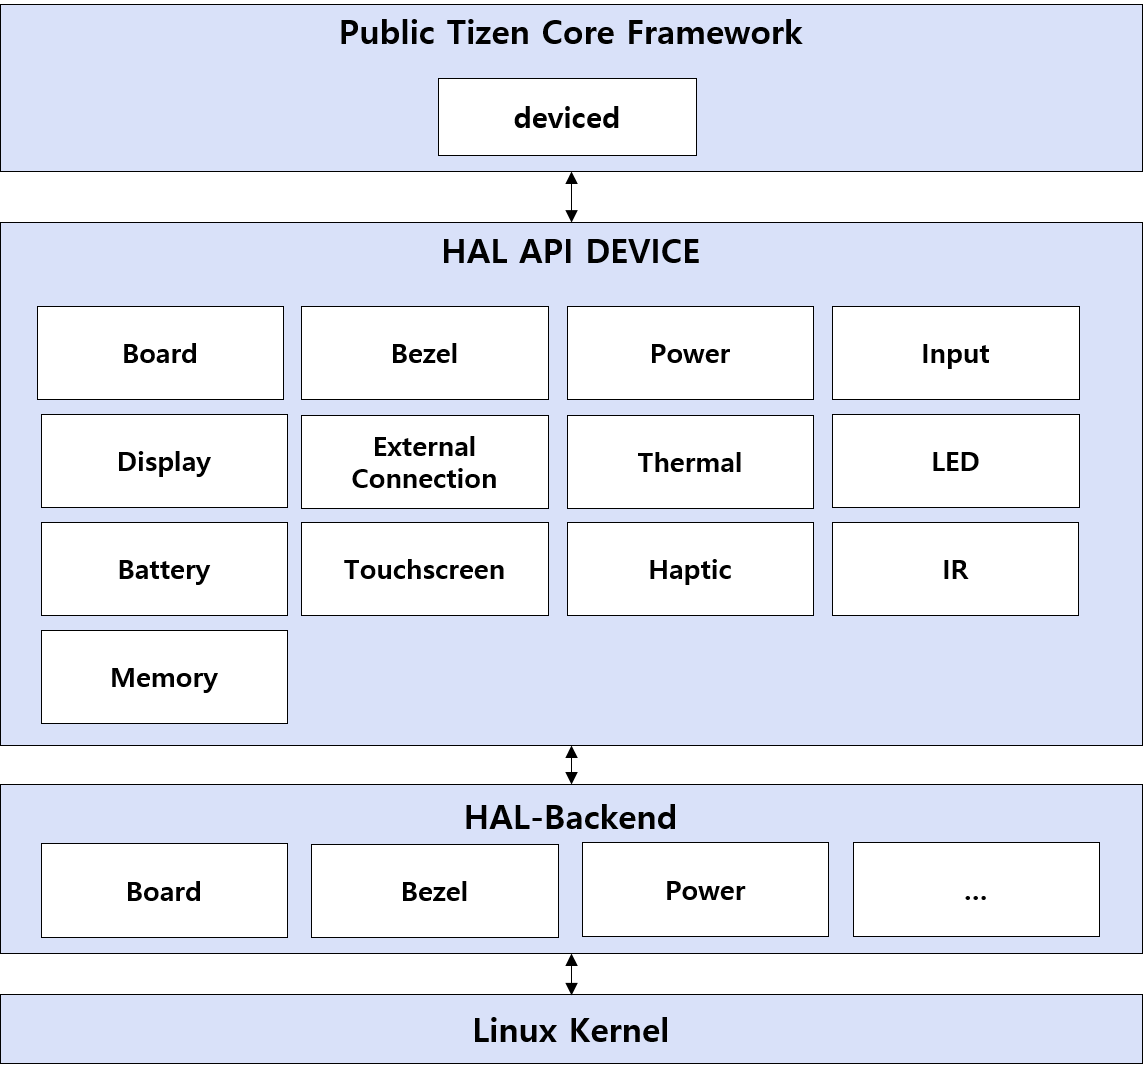 Public Tizen Core Framework
deviced
HAL API DEVICE
Board
Bezel
Power
Input
Display
External
Connection
Thermal
LED
Battery
Touchscreen
Haptic
IR
Memory
HAL-Backend
Board
Bezel
Power
...
Linux Kernel